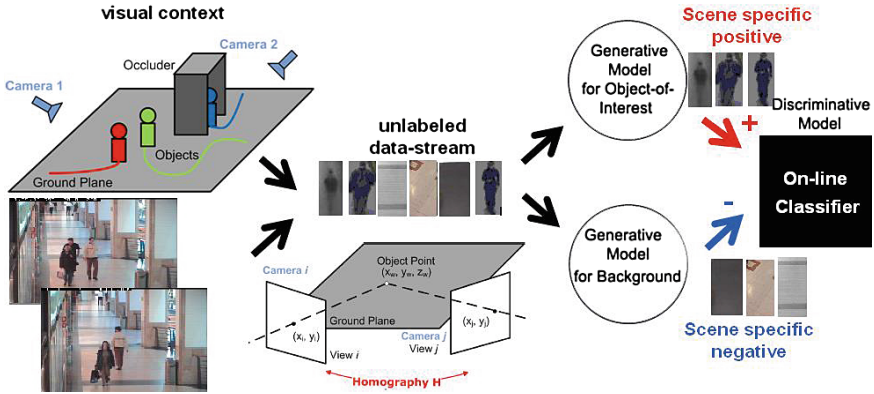 visual context
Camera 2
Occluder
Camera 1
Objects
Ground Plane
unlabeled
data-stream
Object Point
(xw, yw, zw)
Camera i
Ground Plane
(xi, yi)
(xj, yj)
Camera j
View j
View i
Homography H
Generative
Model
for Object-of-
Interest
Scene specific
positive
+
Discriminative
Model
On-line
Classifier
-
Generative
Model
for Background
Scene specific
negative